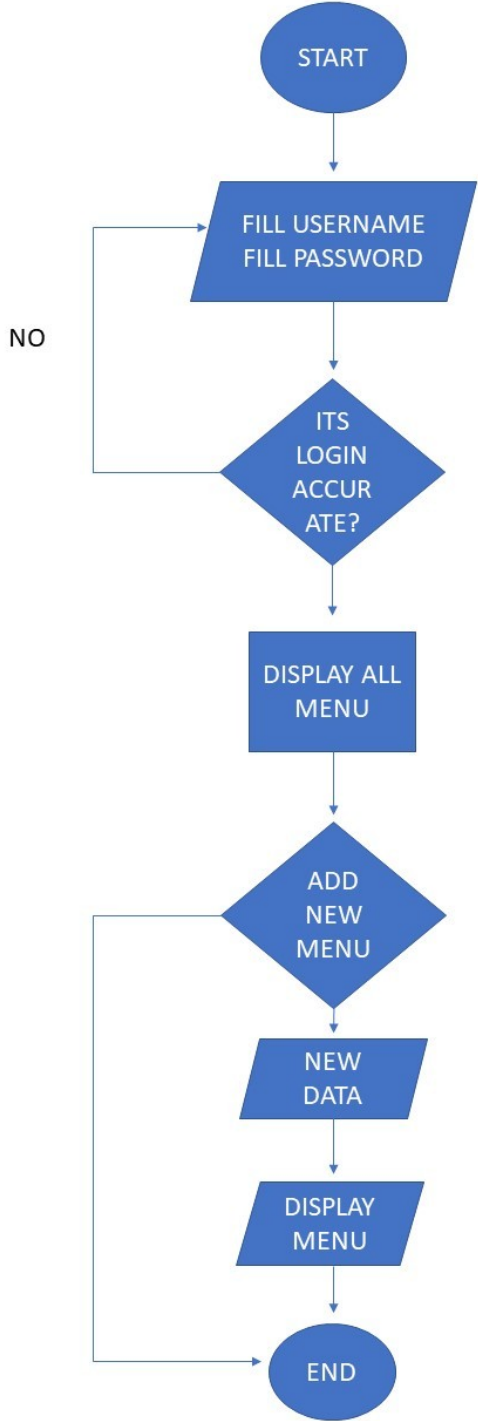 START
FILL USERNAME
FILL PASSWORD
NO
ITS
LOGIN
ACCUR
ATE?
DISPLAY ALL
MENU
ADD
NEW
MENU
NEW
DATA
DISPLAY
MENU
END